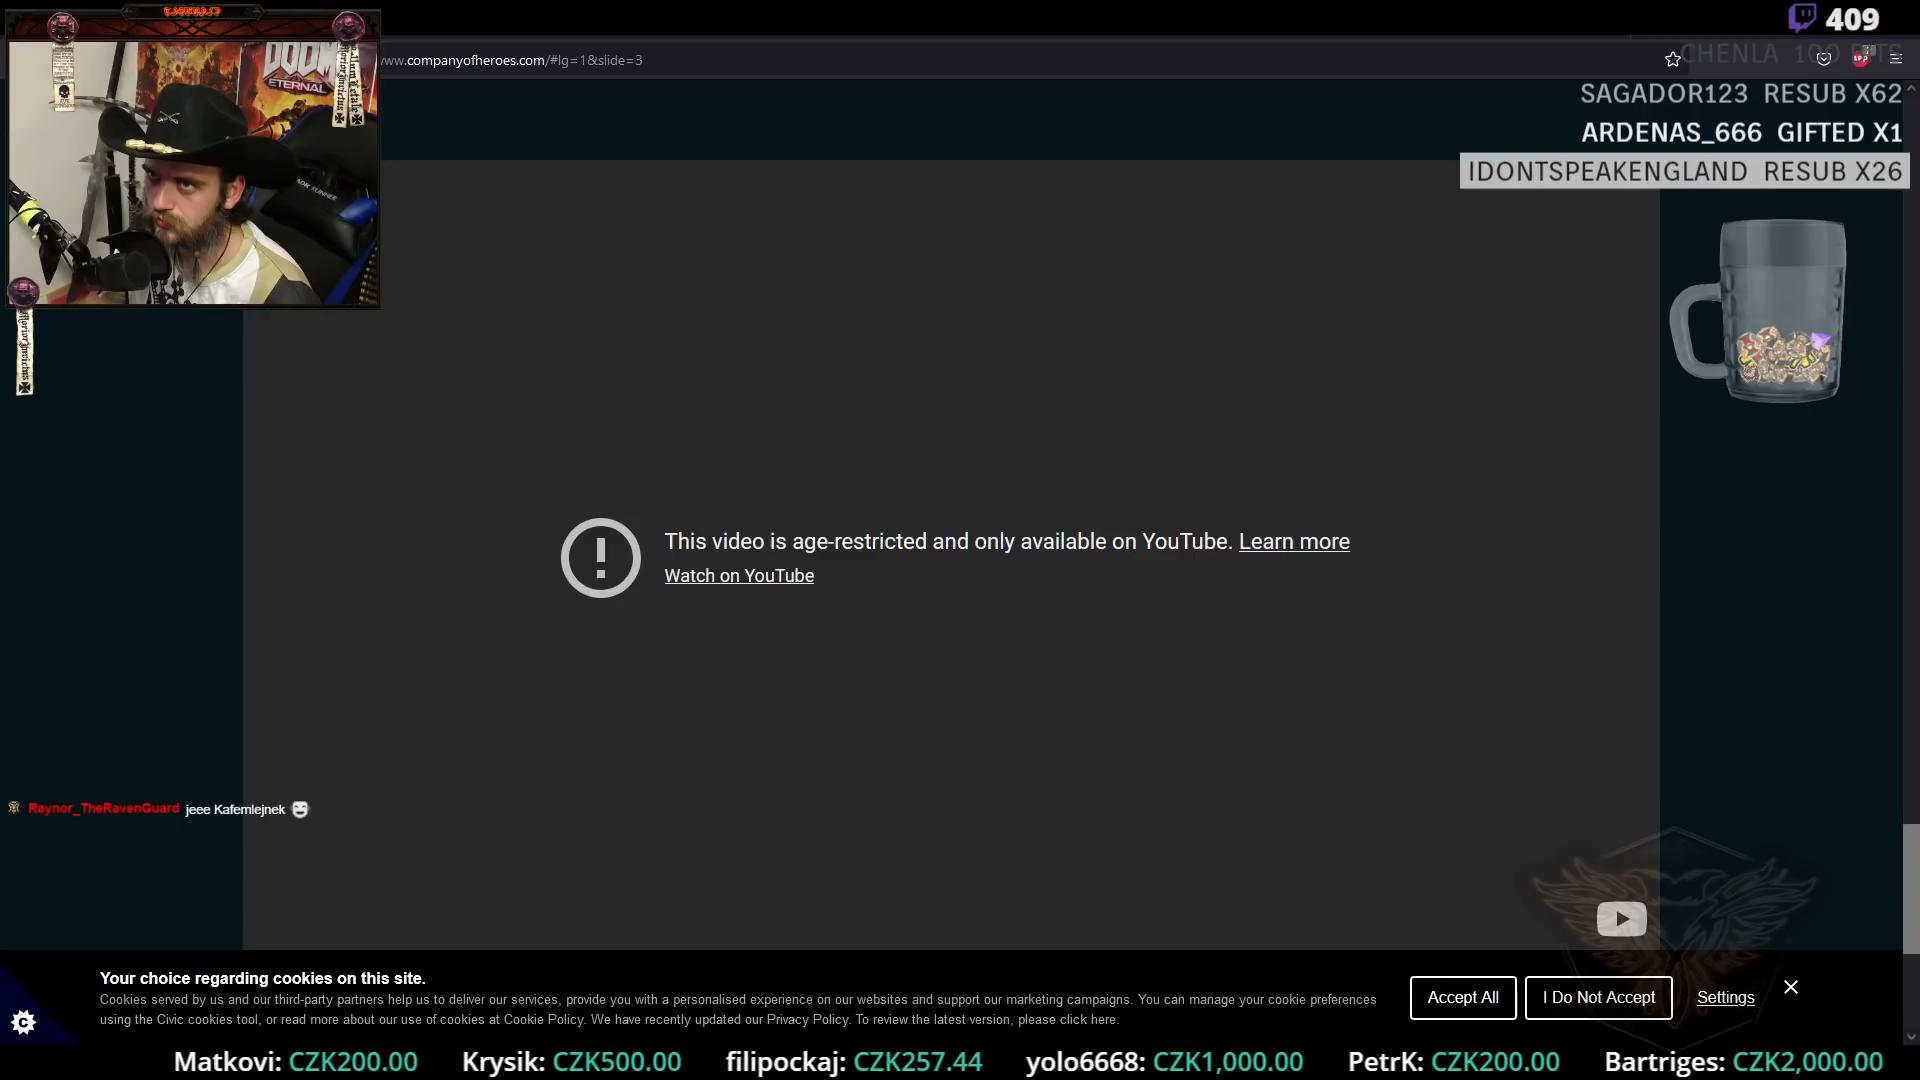 409
DOOM
ETERNAL
www.companyofheroes.com/#lg=1&slide=3
CHENLA 100 BITS
SAGADOR123 RESUB X62
ARDENAS_666 GIFTED X1
IDONTSPEAKENGLAND RESUB X26
This video is age-restricted and only available on YouTube. Learn more
Watch on YouTube
Raynor_TheRavenGuard jeee Kafemlejnek
Your choice regarding cookies on this site.
Cookies served by us and our third-party partners help us to deliver our services, provide you with a personalised experience on our websites and support our marketing campaigns. You can manage your cookie preferences
using the Civic cookies tool, or read more about our use of cookies at Cookie Policy. We have recently updated our Privacy Policy. To review the latest version, please click here.
Accept All
I Do Not Accept
Settings
Matkovi: CZK200.00 Krysik: CZK500.00 filipockaj: CZK257.44 yolo6668: CZK1,000.00 PetrK: CZK200.00 Bartriges: CZK2,000.00